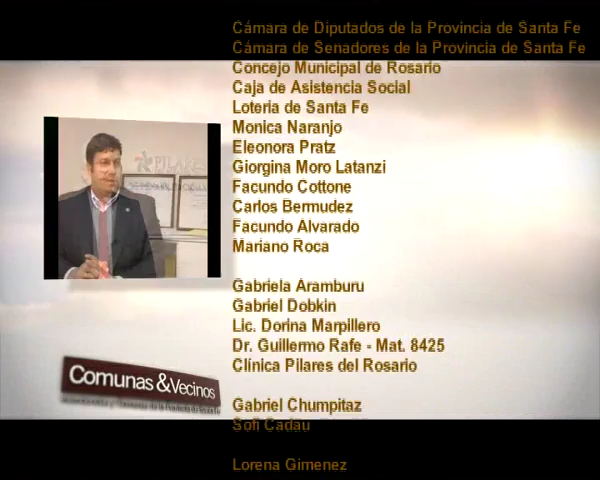 Cámara de Diputados de la Provincia de Santa Fe
Cámara de Senadores de la Provincia de Santa Fe
Concejo Municipal de Rosario
Caja de Asistencia Social
Loteria de Santa Fe
Monica Naranjo
Eleonora Pratz
Giorgina Moro Latanzi
Facundo Cottone
Carlos Bermudez
Facundo Alvarado
Mariano Roca
Gabriela Aramburu
Gabriel Dobkin
Lic. Dorina Marpillero
Dr. Guillermo Rafe - Mat. 8425
Clínica Pilares del Rosario
Gabriel Chumpitaz
Sofi Cadau
Lorena Gimenez
PILARES
Comunas &Vecinos